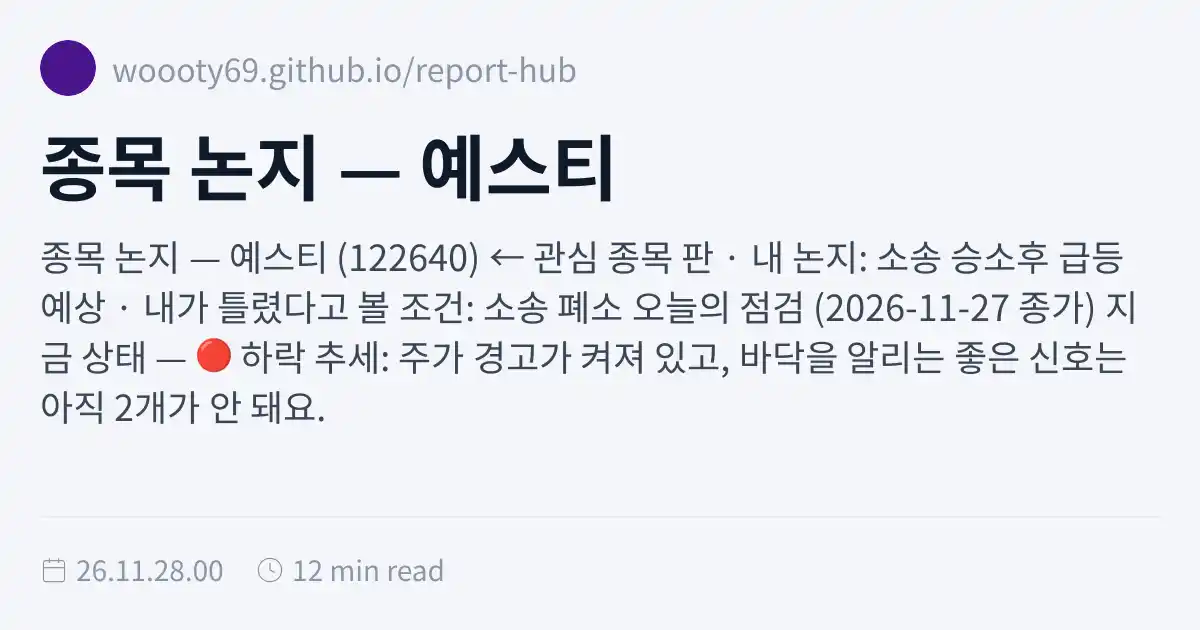 woooty69.github.io/report-hub
종목 논지 — 예스티
종목 논지 — 예스티 (122640) ← 관심 종목 판 · 내 논지: 소송 승소후 급등
예상 · 내가 틀렸다고 볼 조건: 소송 폐소 오늘의 점검 (2026-11-27 종가) 지
금 상태 — 🔴 하락 추세: 주가 경고가 켜져 있고, 바닥을 알리는 좋은 신호는
아직 2개가 안 돼요.
26.11.28.00 12 min read